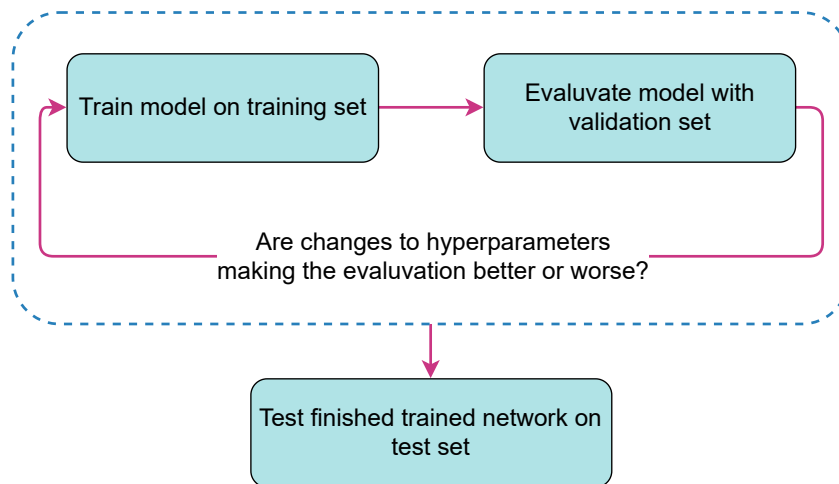 Train model on training set
Evaluvate model with
validation set
Are changes to hyperparameters
making the evaluvation better or worse?
Test finished trained network on
test set